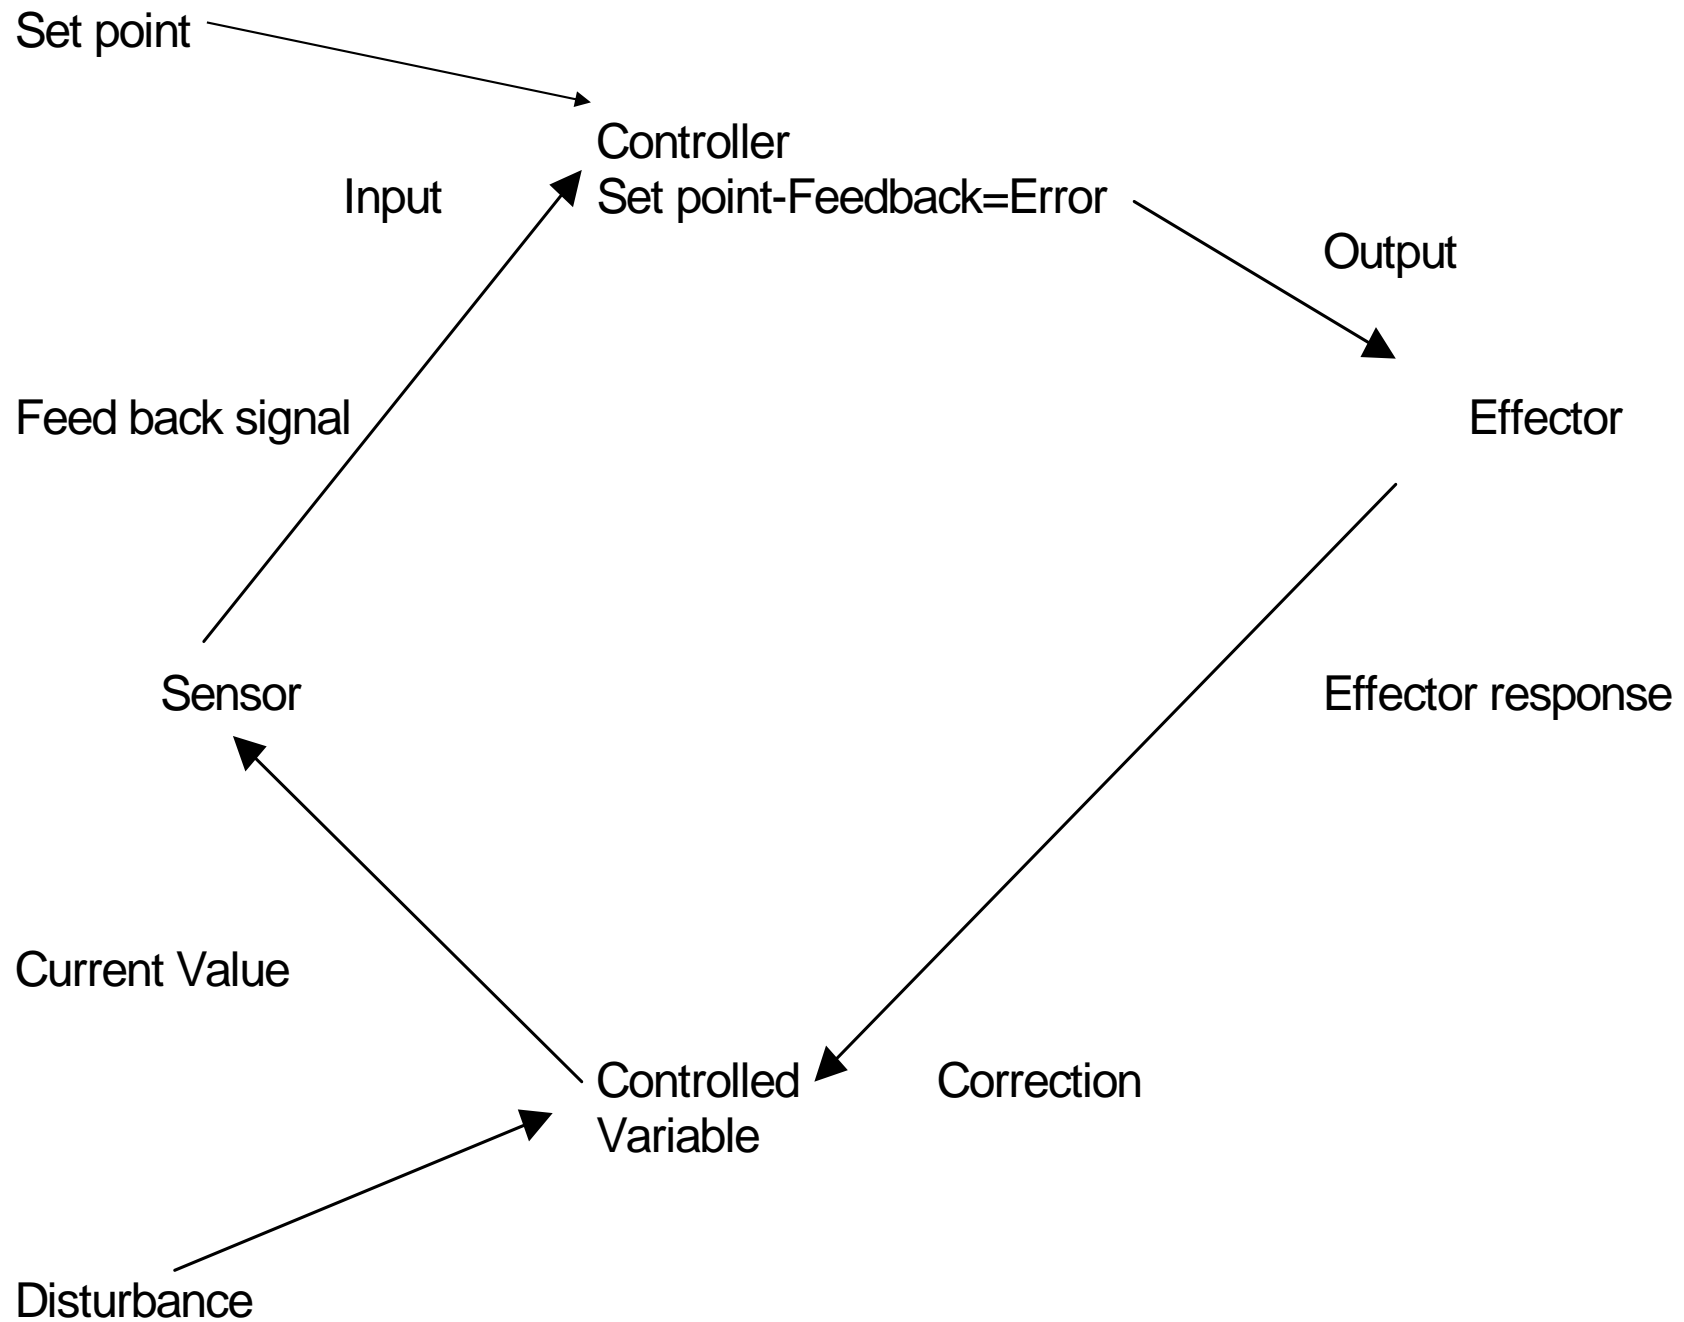 Set point
Controller
Input
Set point-Feedback=Error
Output
Feed back signal
Effector
Sensor
Effector response
Current Value
Controlled
Variable
Correction
Disturbance